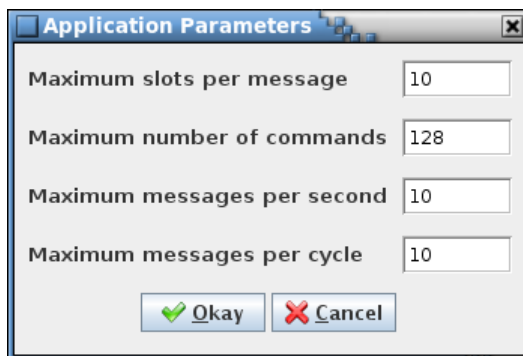 Application Parameters
Maximum slots per message 10
Maximum number of commands 128
Maximum messages per second 10
Maximum messages per cycle 10
Okay Cancel